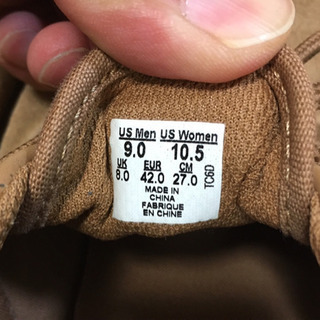 US Men US Women
9.0 10.5
UK EUR CM
8.0 42.0 27.0
MADE IN
CHINA
FABRIQUE
EN CHINE
TC6D